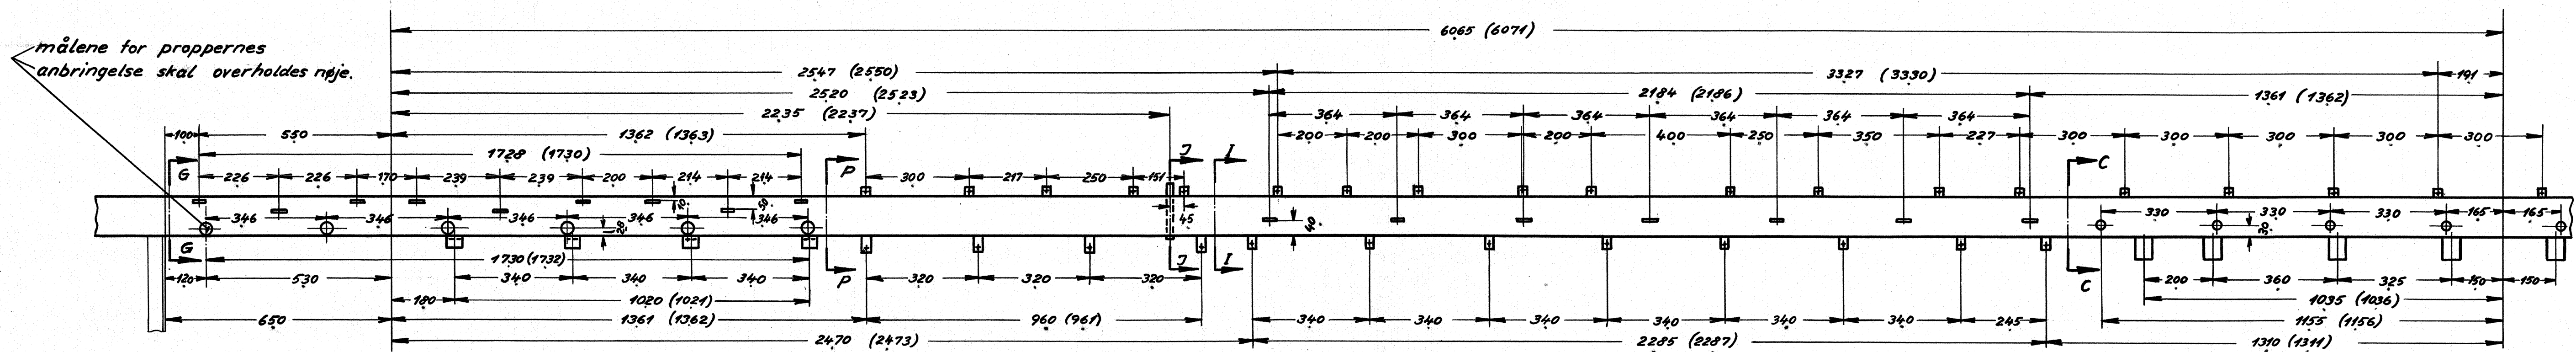 6065 (6071)
målene for proppernes
anbringelse skal overholdes nøje.
2547 (2550) 3327 (3330) 191
2520 (2523) 2184 (2186) 1361 (1362)
2235 (2237) 364 364 364 364 364 364
100 550 1362 (1363) 200 200 300 200 400 250 350 227 300 300 300 300 300
1728 (1730) J I C
G 226 226 170 239 239 200 214 214 P 300 217 250 151
10. 50.
346 346 346 346 346 45 330 330 330 165 165
28 40. 30.
G 1730 (1732) J I C
120 530 340 340 340 P 320 320 320 200 360 325 150 150
180 1020 (1021) 1035 (1036)
650 1361 (1362) 960 (961) 340 340 340 340 340 340 245 1155 (1156)
2470 (2473) 2285 (2287) 1310 (1311)